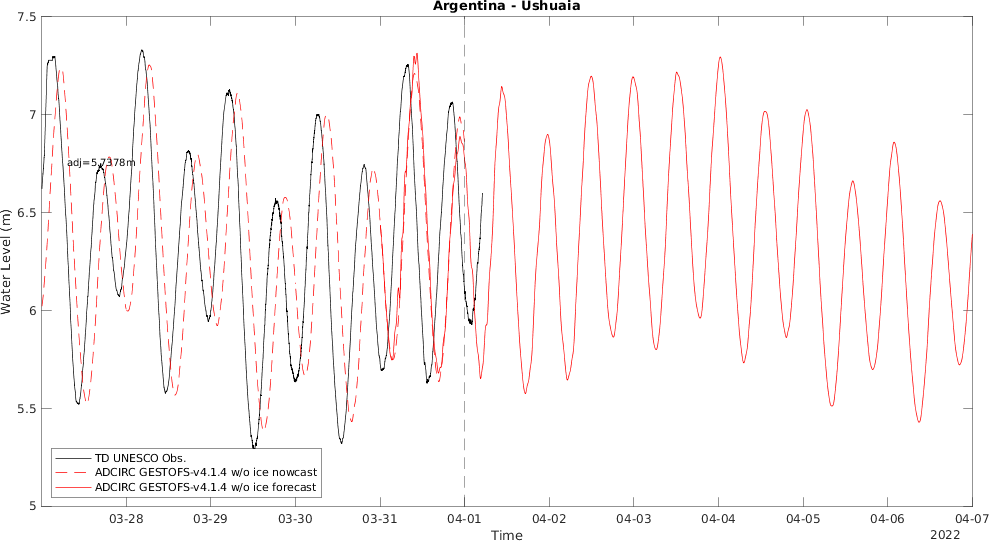 Argentina - Ushuaia
7.5
7
6.5
6
5.5
5
Water Level (m)
adj=5.7378m
TD UNESCO Obs.
ADCIRC GESTOFS-v4.1.4 w/o ice nowcast
ADCIRC GESTOFS-v4.1.4 w/o ice forecast
03-28 03-29 03-30 03-31 04-01 04-02 04-03 04-04 04-05 04-06 04-07
Time
2022